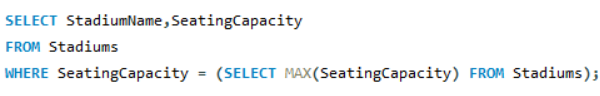 SELECT StadiumName,SeatingCapacity
FROM Stadiums
WHERE SeatingCapacity = (SELECT MAX(SeatingCapacity) FROM Stadiums);